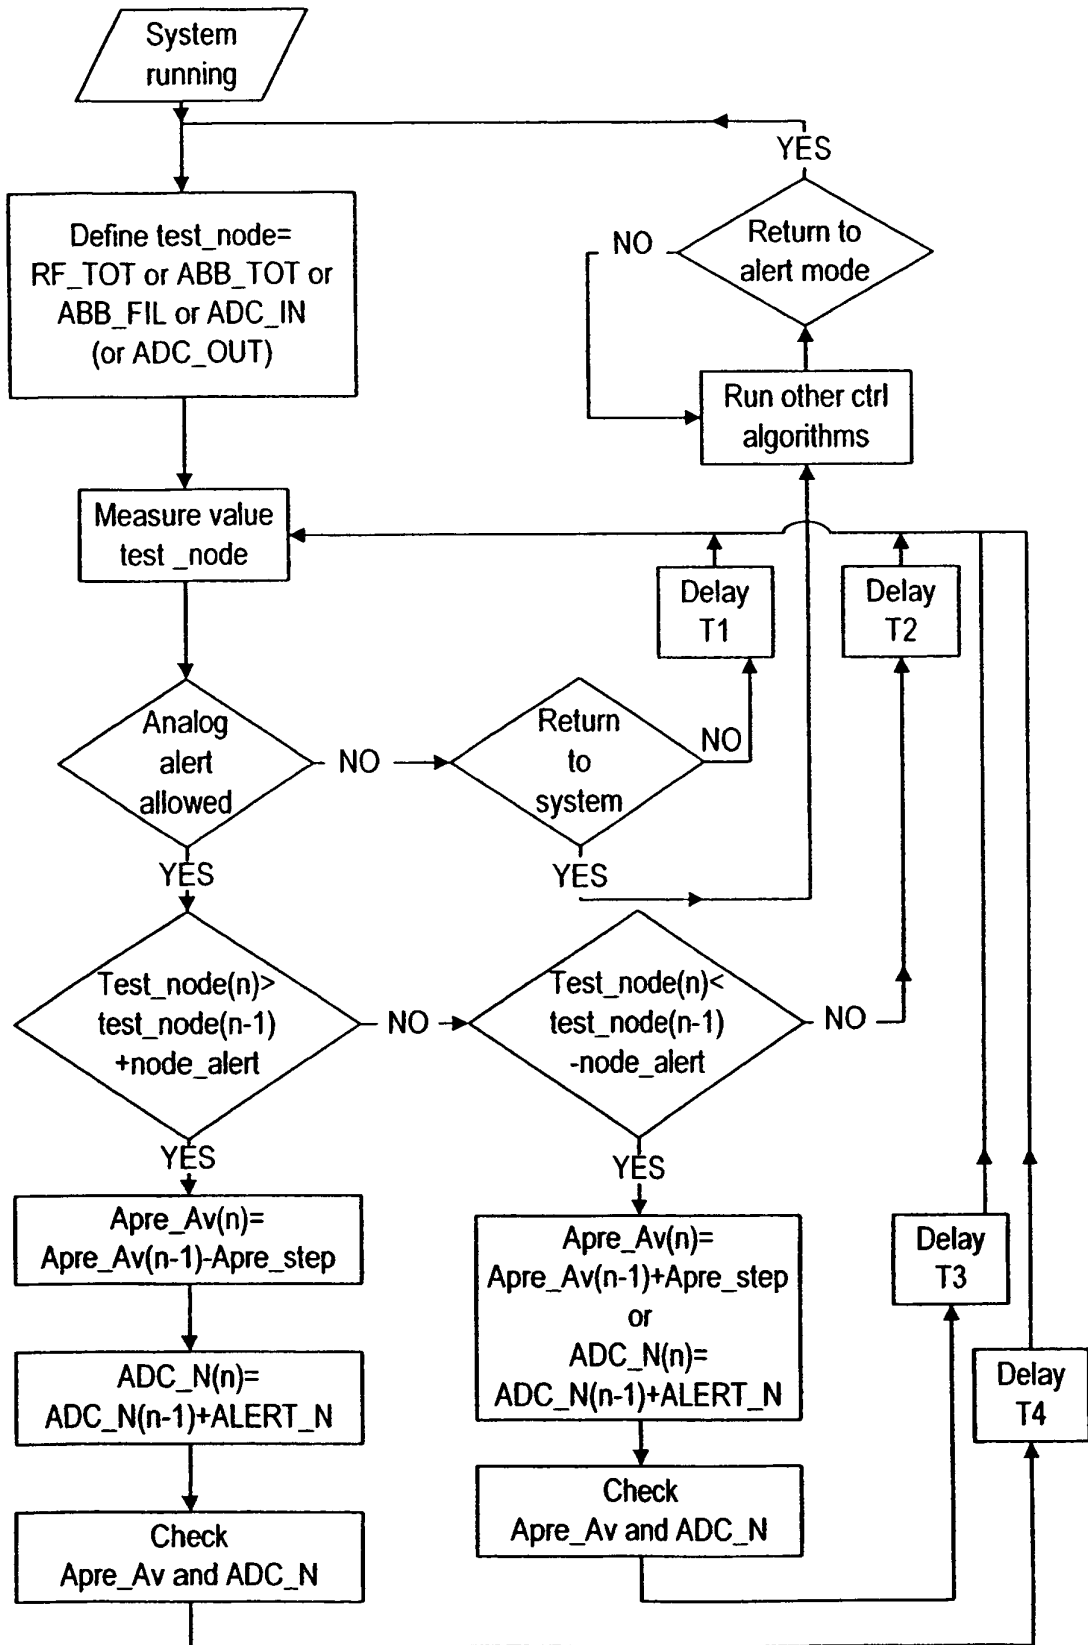 System
running
YES
Define test_node=
RF_TOT or ABB_TOT or
ABB_FIL or ADC_IN
(or ADC_OUT)
NO
Return to
alert mode
Run other ctrl
algorithms
Measure value
test _node
Delay
T1
Delay
T2
Analog
alert
allowed
NO
Return
to
system
NO
YES
YES
Test_node(n)>
test_node(n-1)
+node_alert
NO
Test_node(n)<
test_node(n-1)
-node_alert
NO
YES
YES
Apre_Av(n)=
Apre_Av(n-1)-Apre_step
Apre_Av(n)=
Apre_Av(n-1)+Apre_step
or
ADC_N(n)=
ADC_N(n-1)+ALERT_N
Delay
T3
ADC_N(n)=
ADC_N(n-1)+ALERT_N
Delay
T4
Check
Apre_Av and ADC_N
Check
Apre_Av and ADC_N